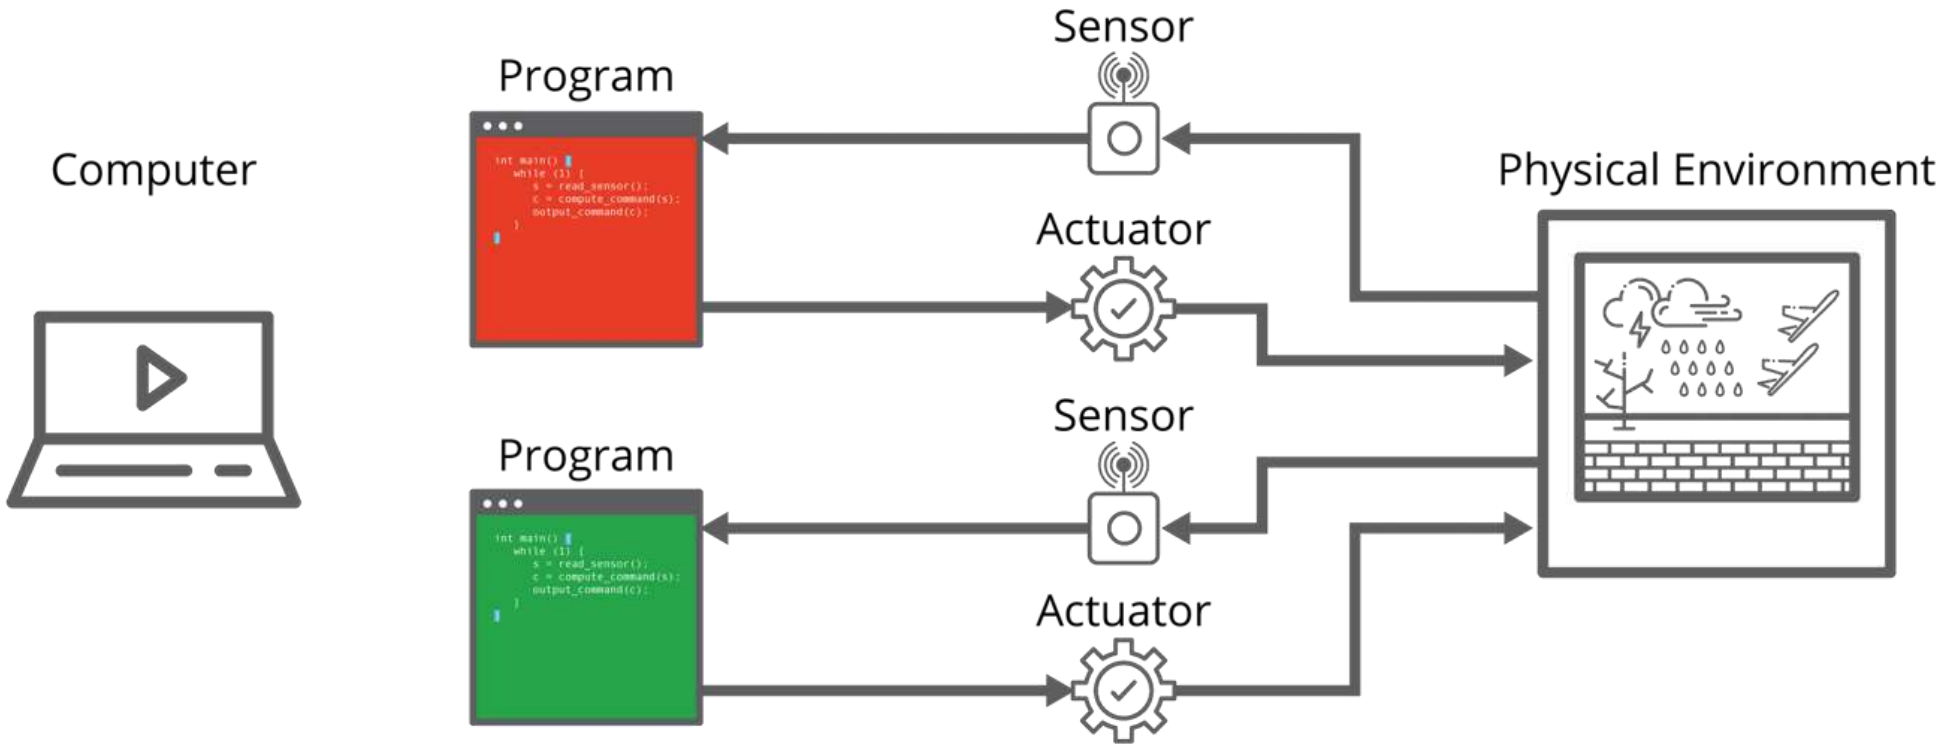 Computer
Program
int main() {
while (1) {
s = read_sensor();
c = compute_command(s);
output_command(c);
}
}
Sensor
Actuator
Physical Environment
Program
int main() {
while (1) {
s = read_sensor();
c = compute_command(s);
output_command(c);
}
}
Sensor
Actuator